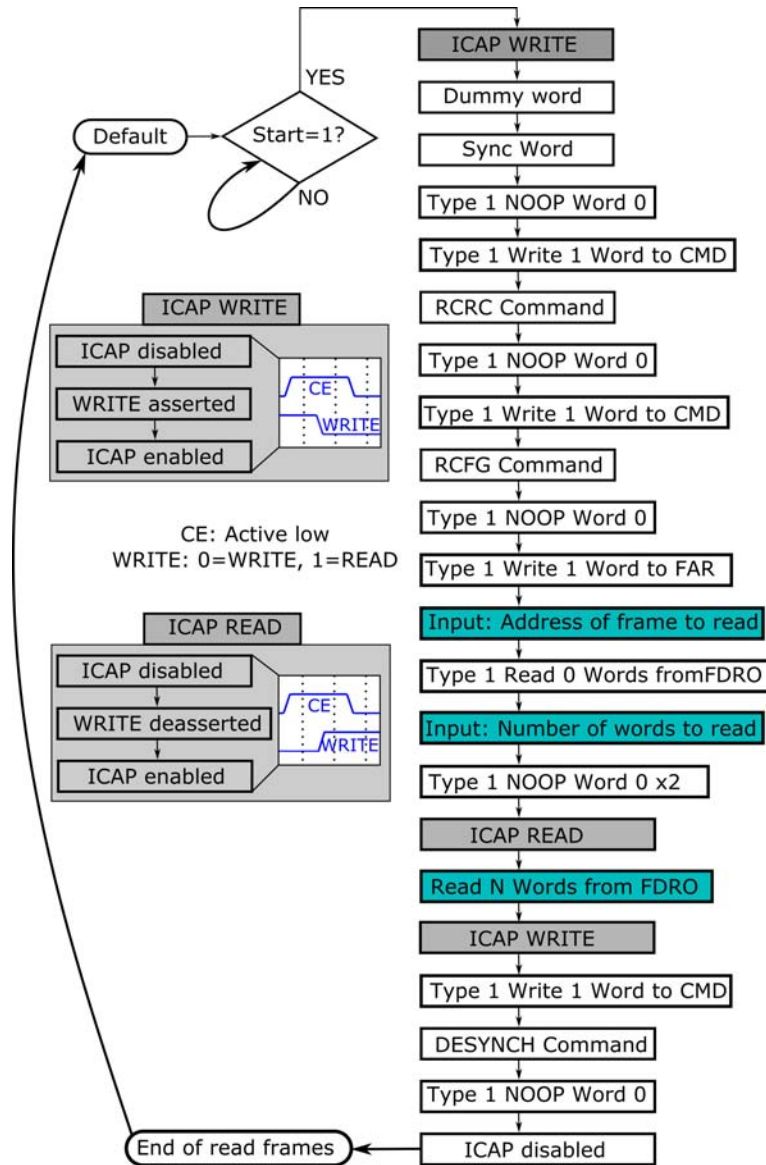 ICAP WRITE
YES
Dummy word
Default
Start=1?
Sync Word
NO
Type 1 NOOP Word 0
Type 1 Write 1 Word to CMD
ICAP WRITE
RCRC Command
ICAP disabled
Type 1 NOOP Word 0
CE
WRITE asserted
Type 1 Write 1 Word to CMD
WRITE
ICAP enabled
RCFG Command
Type 1 NOOP Word 0
CE: Active low
WRITE: 0=WRITE, 1=READ
Type 1 Write 1 Word to FAR
ICAP READ
Input: Address of frame to read
ICAP disabled
Type 1 Read 0 Words fromFDRO
CE
WRITE deasserted
Input: Number of words to read
WRITE
ICAP enabled
Type 1 NOOP Word 0 x2
ICAP READ
Read N Words from FDRO
ICAP WRITE
Type 1 Write 1 Word to CMD
DESYNCH Command
Type 1 NOOP Word 0
End of read frames
ICAP disabled